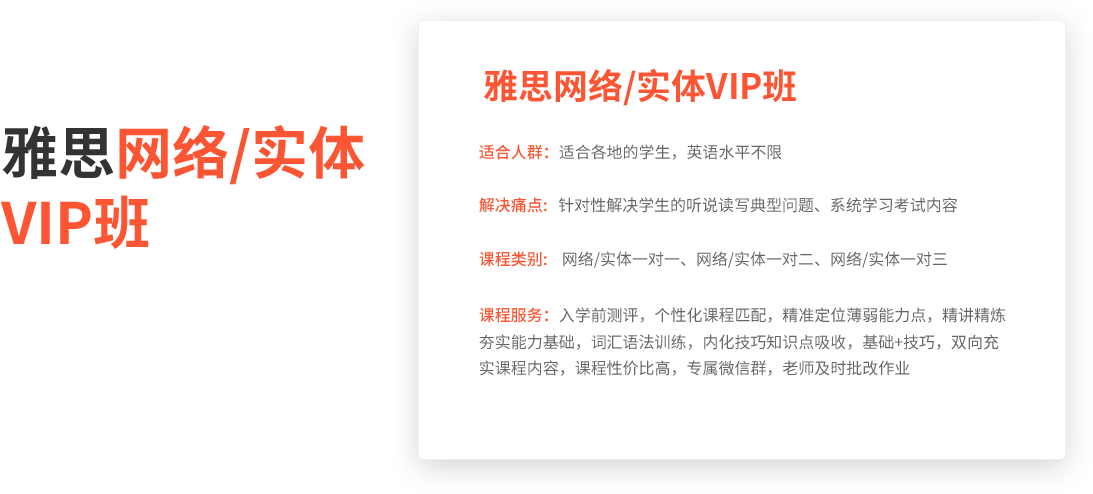 雅思网络/实体
VIP班
雅思网络/实体VIP班
适合人群：适合各地的学生，英语水平不限
解决痛点：针对性解决学生的听说读写典型问题、系统学习考试内容
课程类别： 网络/实体一对一、网络/实体一对二、网络/实体一对三
课程服务：入学前测评，个性化课程匹配，精准定位薄弱能力点，精讲精炼
夯实能力基础，词汇语法训练，内化技巧知识点吸收，基础+技巧，双向充
实课程内容，课程性价比高，专属微信群，老师及时批改作业